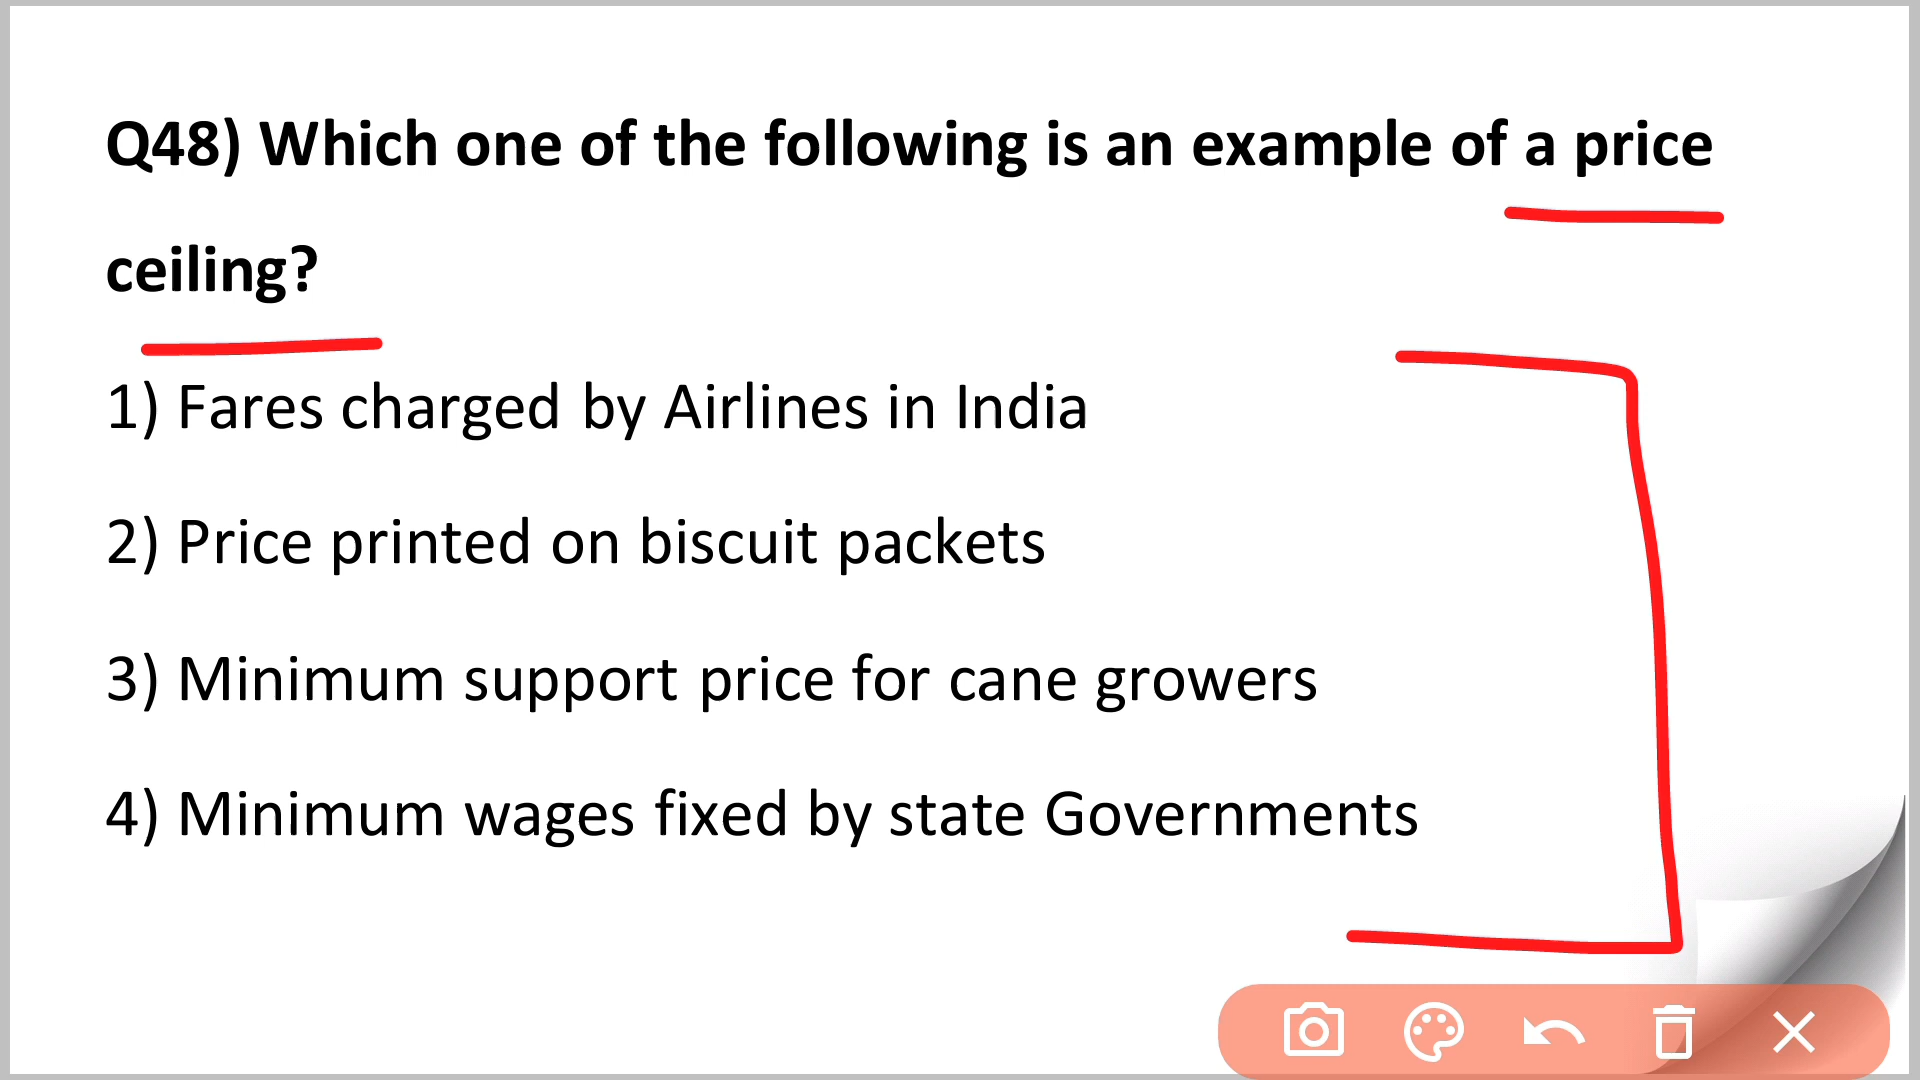 Q48) Which one of the following is an example of a price
ceiling?
1) Fares charged by Airlines in India
2) Price printed on biscuit packets
3) Minimum support price for cane growers
4) Minimum wages fixed by state Governments